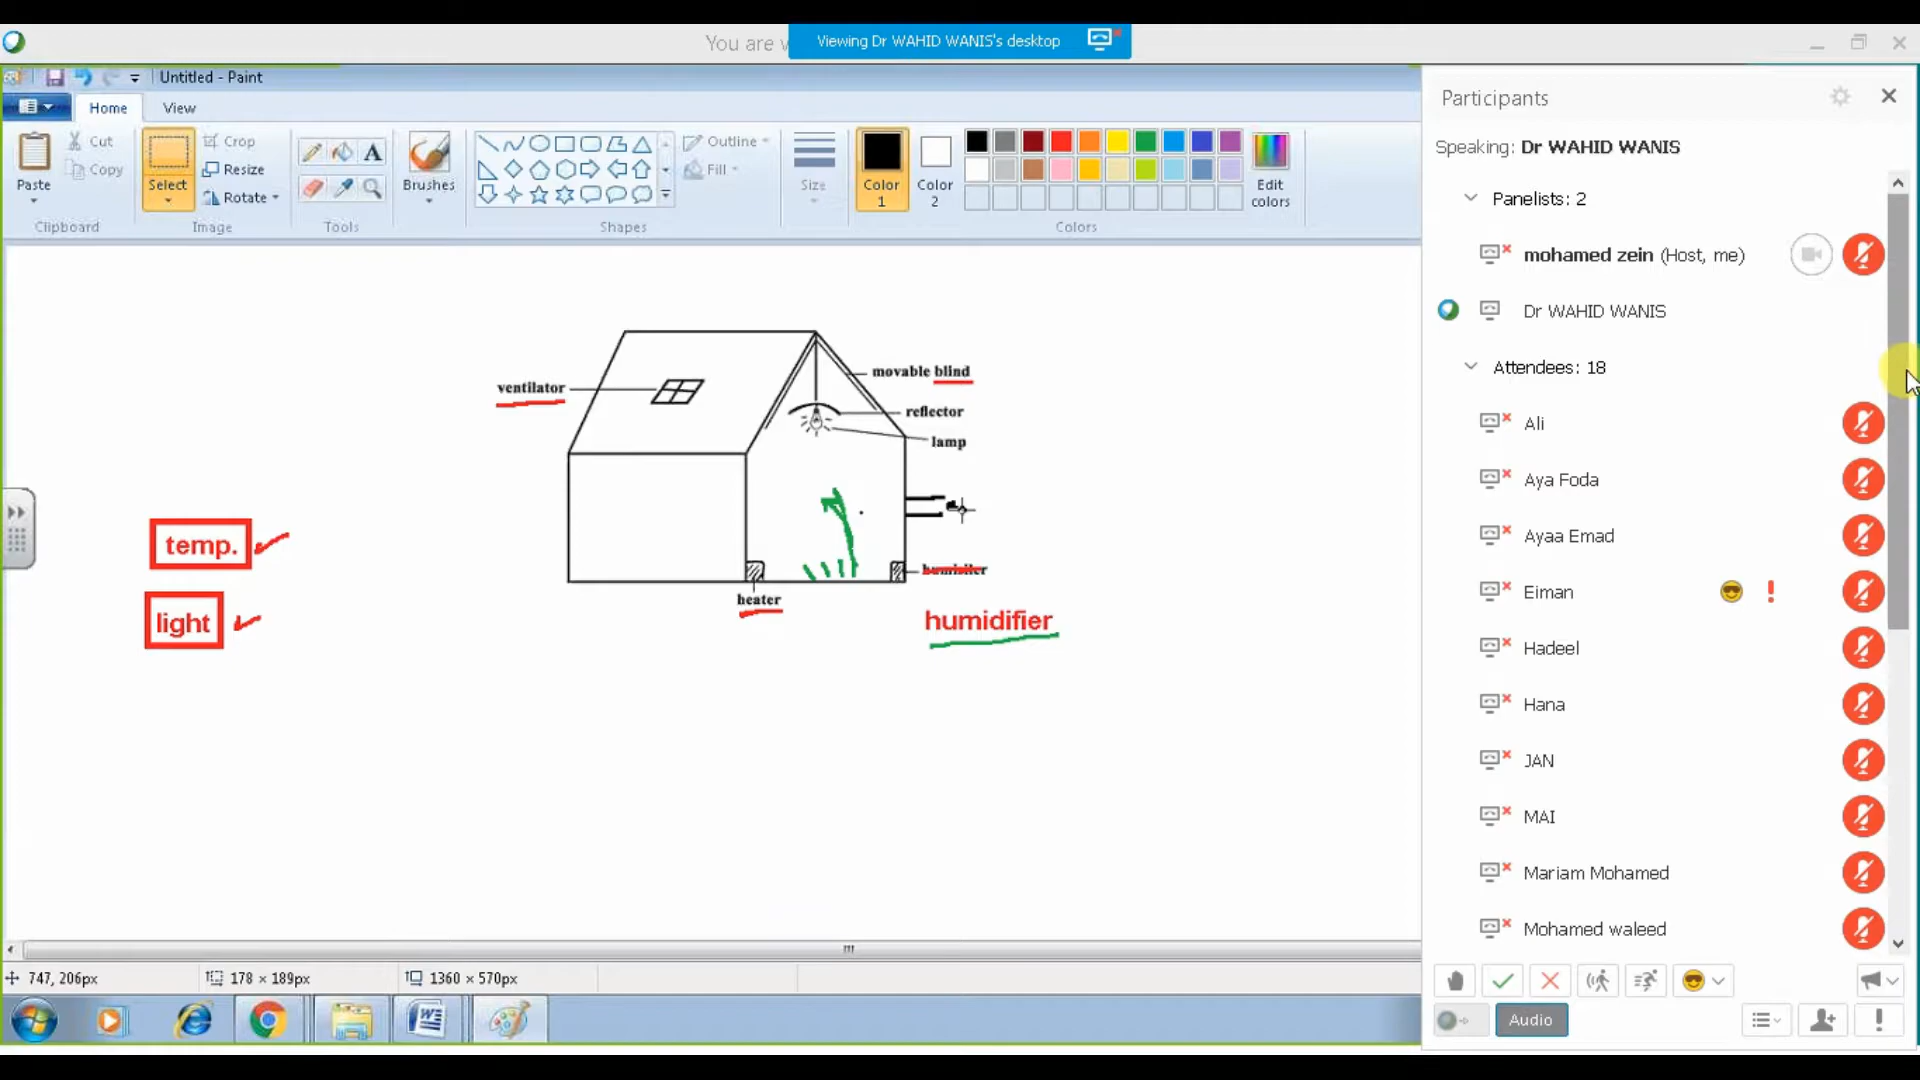 You are v
Viewing Dr WAHID WANIS's desktop
Untitled - Paint
Home
View
Paste
Cut
Copy
Clipboard
Select
Crop
Resize
Rotate
Image
A
Tools
Brushes
Shapes
Outline
Fill
Size
Color
1
Color
2
Edit
colors
Colors
ventilator
movable blind
reflector
lamp
temp.
light
heater
humidifier
747, 206px
178 × 189px
1360 × 570px
Participants
Speaking: Dr WAHID WANIS
Panelists: 2
mohamed zein (Host, me)
Dr WAHID WANIS
Attendees: 18
Ali
Aya Foda
Ayaa Emad
Eiman
Hadeel
Hana
JAN
MAI
Mariam Mohamed
Mohamed waleed
Audio